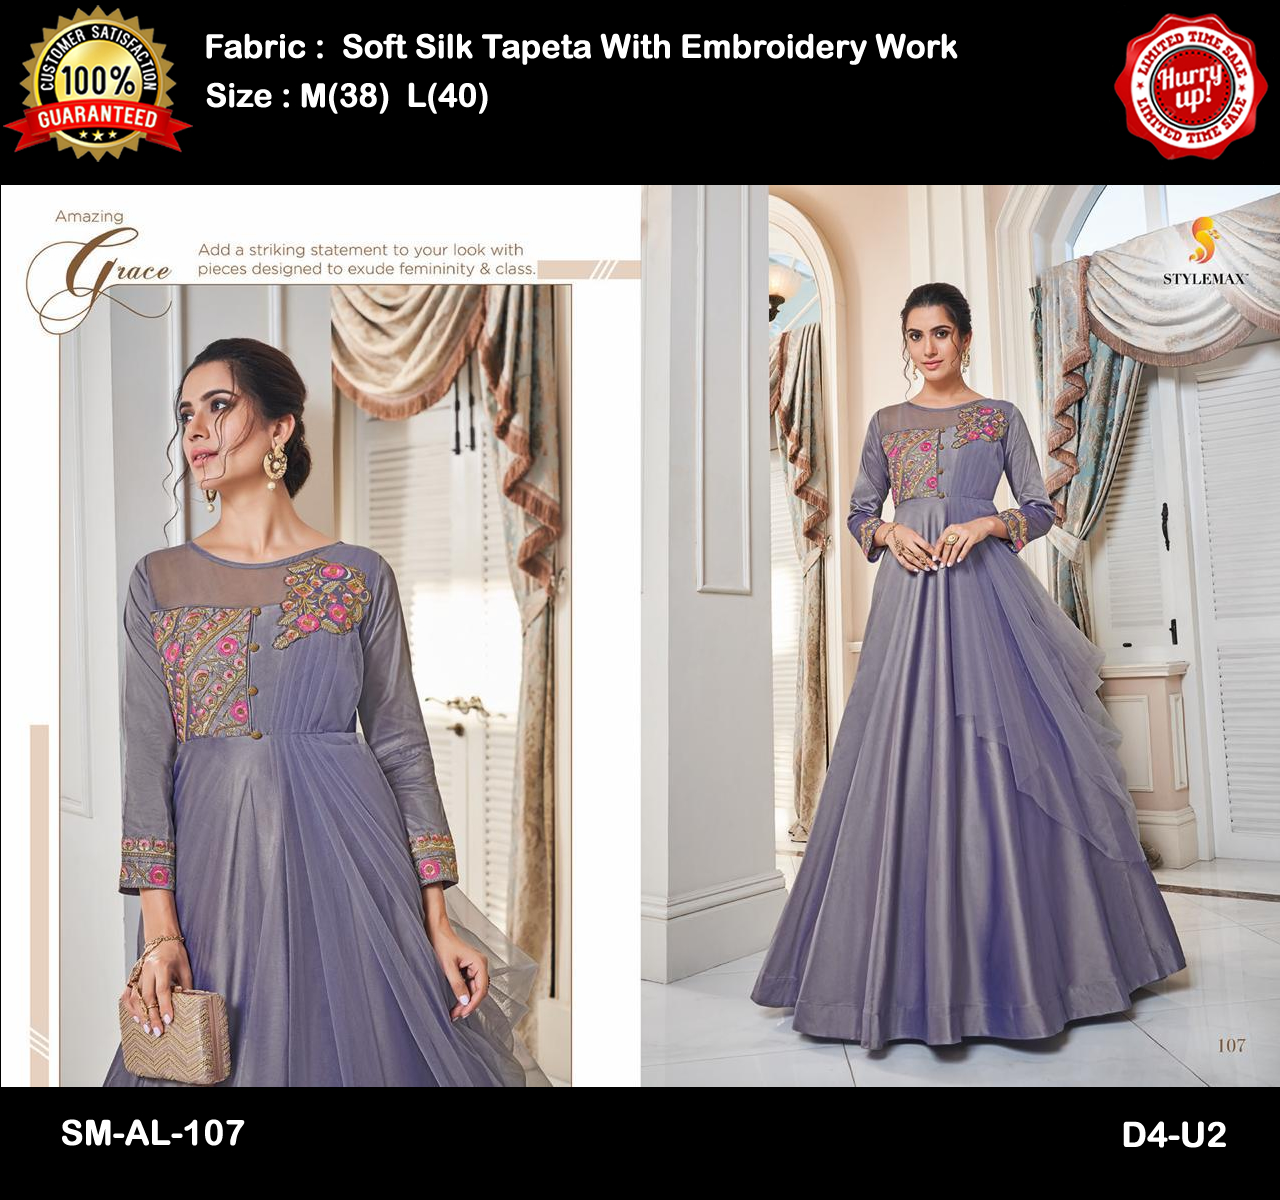 CUSTOMER SATISFACTION
100%
GUARANTEED
Fabric :  Soft Silk Tapeta With Embroidery Work
Size : M(38)  L(40)
LIMITED TIME SALE
Hurry
up!
LIMITED TIME SALE
Amazing
Grace
Add a striking statement to your look with
pieces designed to exude femininity & class.
STYLEMAX™
107
SM-AL-107
D4-U2